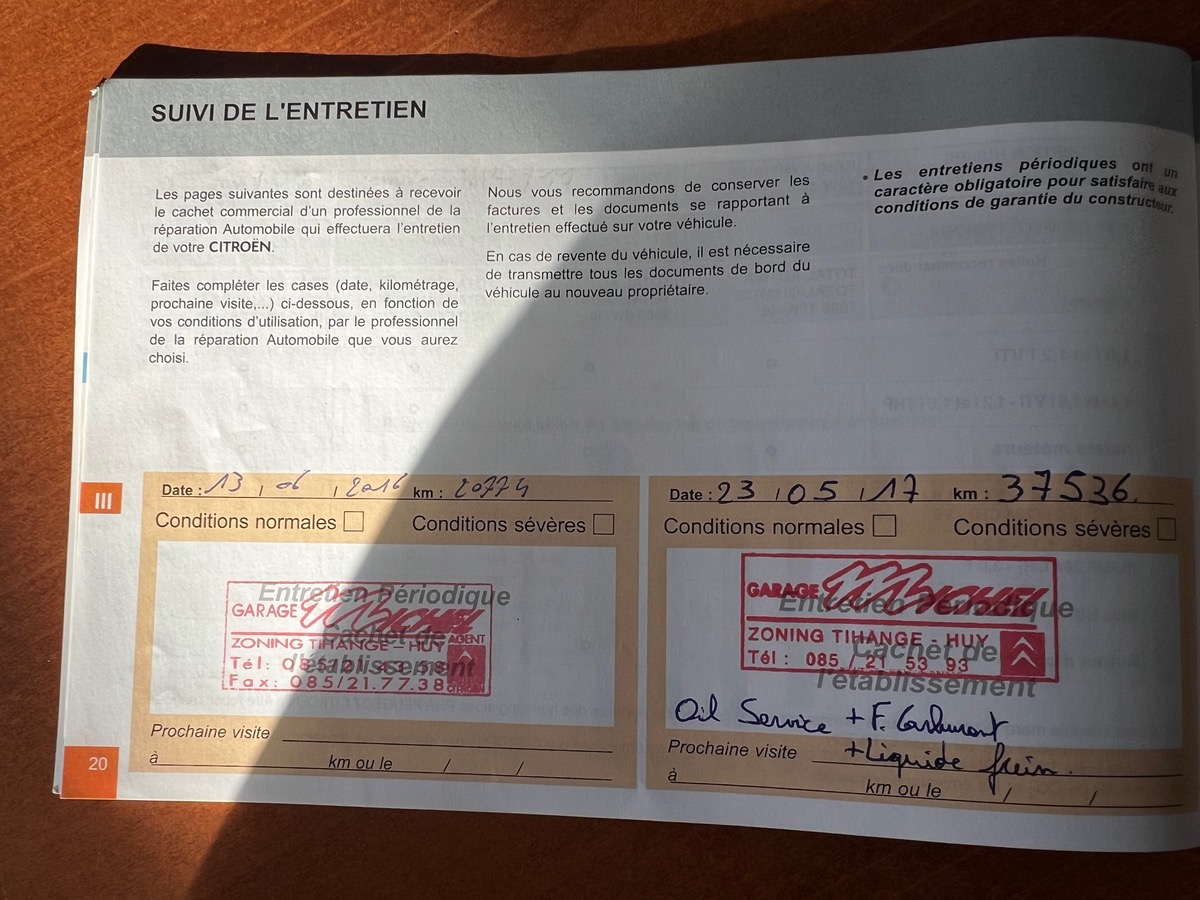 SUIVI DE L'ENTRETIEN
Les pages suivantes sont destinées à recevoir
le cachet commercial d'un professionnel de la
réparation Automobile qui effectuera l'entretien
de votre CITROËN.
Faites compléter les cases (date, kilométrage,
prochaine visite,...) ci-dessous, en fonction de
vos conditions d'utilisation, par le professionnel
de la réparation Automobile que vous aurez
choisi.
Nous vous recommandons de conserver les
factures et les documents se rapportant à
l'entretien effectué sur votre véhicule.
En cas de revente du véhicule, il est nécessaire
de transmettre tous les documents de bord du
véhicule au nouveau propriétaire.
• Les entretiens périodiques ont un
caractère obligatoire pour satisfaire aux
conditions de garantie du constructeur.
III
Date : 13 / 06 / 2016 km : 20774
Conditions normales Conditions sévères
Entretien Périodique
GARAGE MICHEL
Cachet de
AGENT
ZONING TIHANGE - HUY
l'établissement
Tél: 085/21
Fax: 085/21.77.38
CITROËN
Prochaine visite
à km ou le / /
Date : 23 / 05 / 17 km : 37536
Conditions normales Conditions sévères
GARAGE MICHEL
Entretien Périodique
ZONING TIHANGE - HUY
Cachet de
Tél : 085 / 21 53 93
l'établissement
Oil Service + F. Carburant
+ Liquide frein.
Prochaine visite
à km ou le / /
20